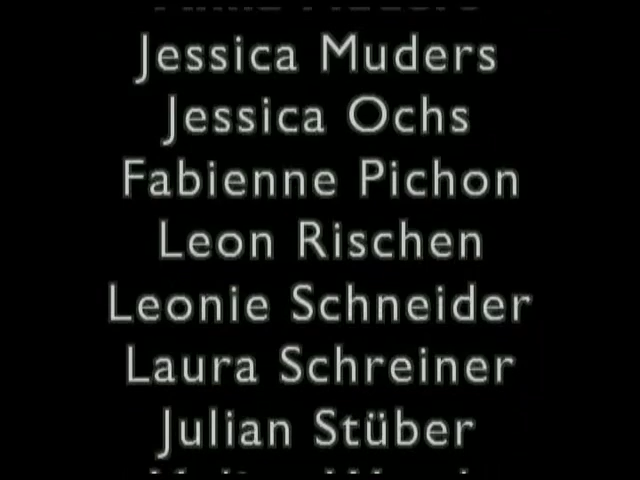 Jessica Muders
Jessica Ochs
Fabienne Pichon
Leon Rischen
Leonie Schneider
Laura Schreiner
Julian Stüber